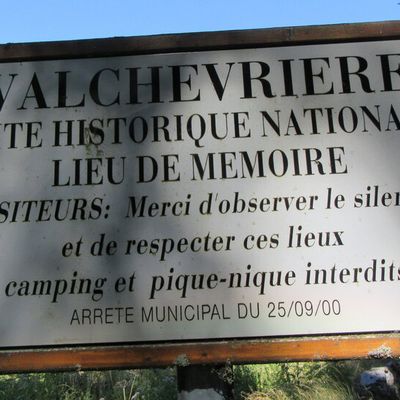 VALCHEVRIERE
ITE HISTORIQUE NATIONA
LIEU DE MEMOIRE
SITEURS: Merci d'observer le silen
et de respecter ces lieux
camping et pique-nique interdits
ARRETE MUNICIPAL DU 25/09/00